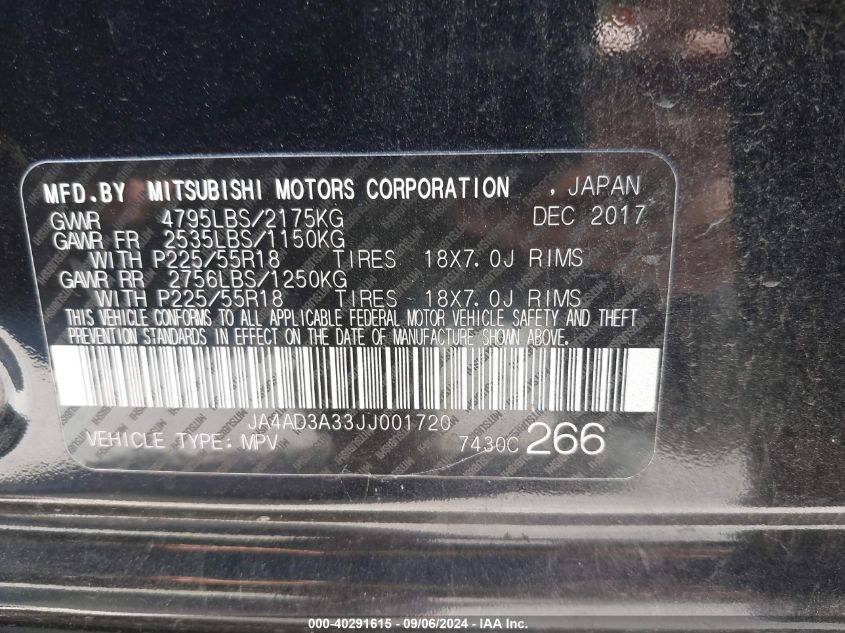 MFD.BY MITSUBISHI MOTORS CORPORATION , JAPAN
GVWR 4795LBS/2175KG DEC 2017
GAWR FR 2535LBS/1150KG
WITH P225/55R18 TIRES 18X7.0J RIMS
GAWR RR 2756LBS/1250KG
WITH P225/55R18 TIRES 18X7.0J RIMS
THIS VEHICLE CONFORMS TO ALL APPLICABLE FEDERAL MOTOR VEHICLE SAFETY AND THEFT
PREVENTION STANDARDS IN EFFECT ON THE DATE OF MANUFACTURE SHOWN ABOVE.
JA4AD3A33JJ001720
VEHICLE TYPE: MPV 7430C 266
000-40291615 - 09/06/2024 - IAA Inc.